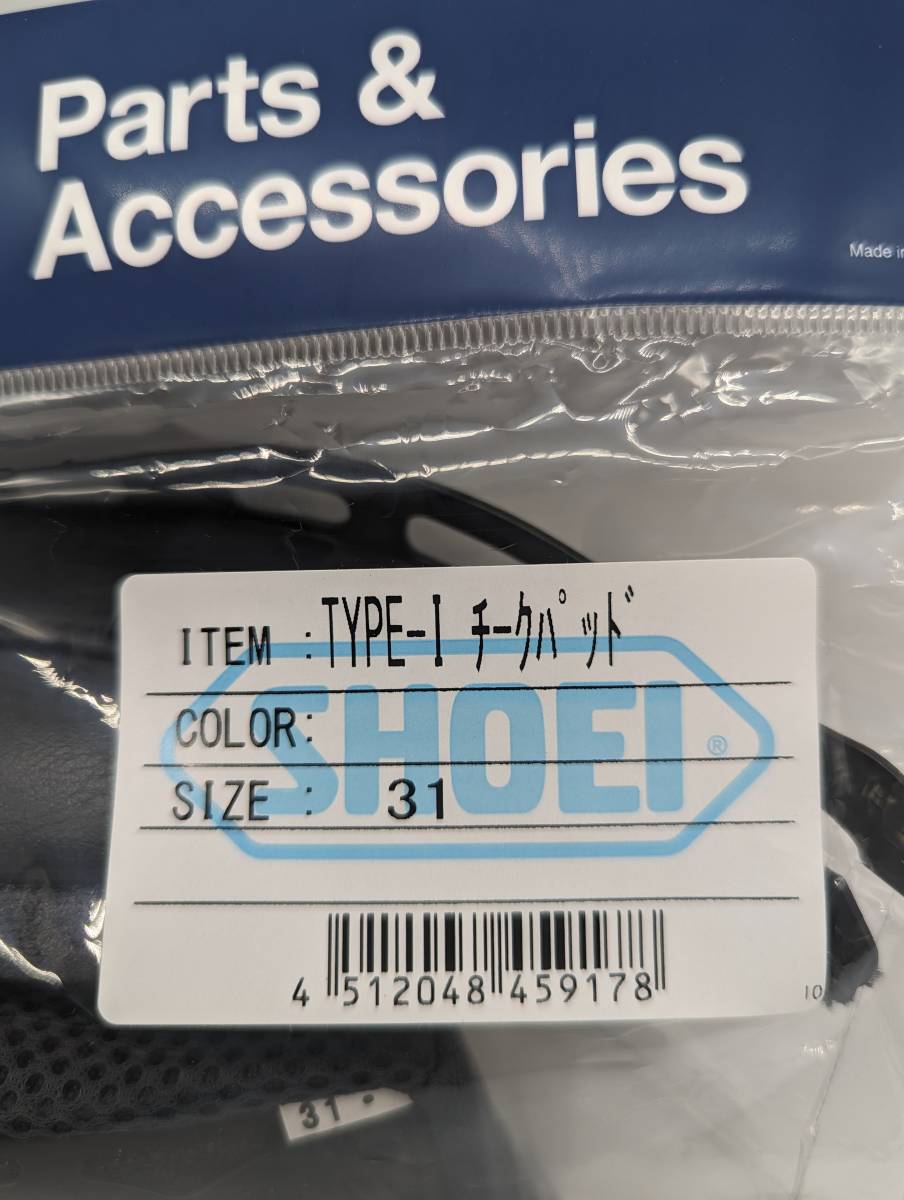 Parts &
Accessories
Made in
ITEM :TYPE-I チークパッド
COLOR:
SHOEI®
SIZE : 31
4 512048 459178
10
31